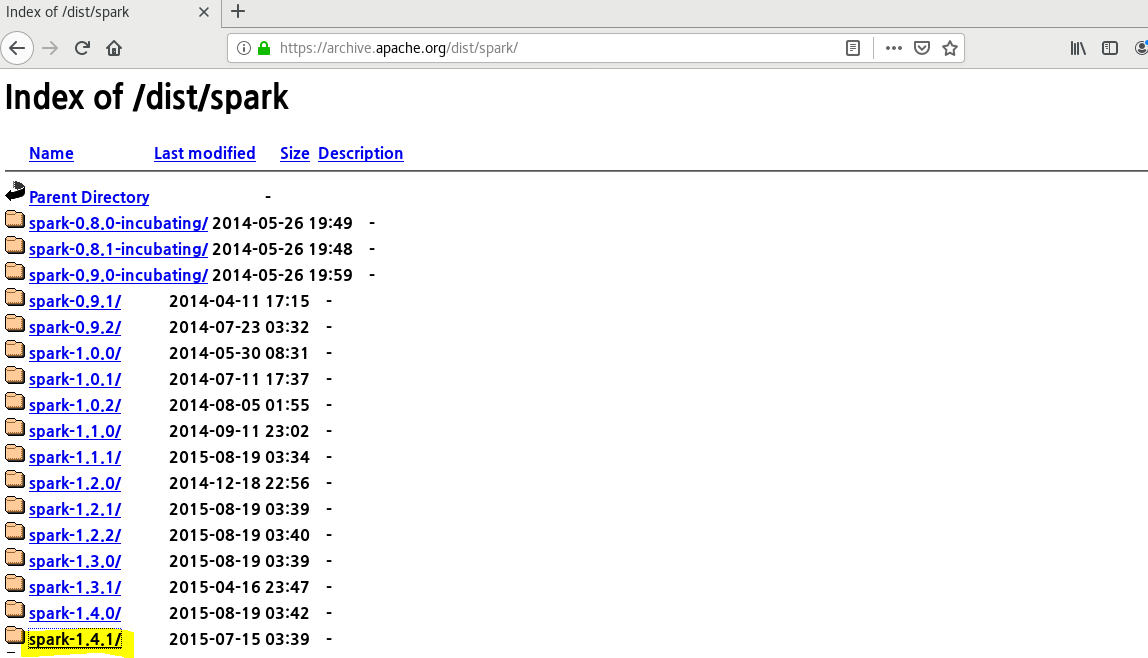 Index of /dist/spark
https://archive.apache.org/dist/spark/
Index of /dist/spark
Name Last modified Size Description
Parent Directory -
spark-0.8.0-incubating/ 2014-05-26 19:49 -
spark-0.8.1-incubating/ 2014-05-26 19:48 -
spark-0.9.0-incubating/ 2014-05-26 19:59 -
spark-0.9.1/ 2014-04-11 17:15 -
spark-0.9.2/ 2014-07-23 03:32 -
spark-1.0.0/ 2014-05-30 08:31 -
spark-1.0.1/ 2014-07-11 17:37 -
spark-1.0.2/ 2014-08-05 01:55 -
spark-1.1.0/ 2014-09-11 23:02 -
spark-1.1.1/ 2015-08-19 03:34 -
spark-1.2.0/ 2014-12-18 22:56 -
spark-1.2.1/ 2015-08-19 03:39 -
spark-1.2.2/ 2015-08-19 03:40 -
spark-1.3.0/ 2015-08-19 03:39 -
spark-1.3.1/ 2015-04-16 23:47 -
spark-1.4.0/ 2015-08-19 03:42 -
spark-1.4.1/ 2015-07-15 03:39 -